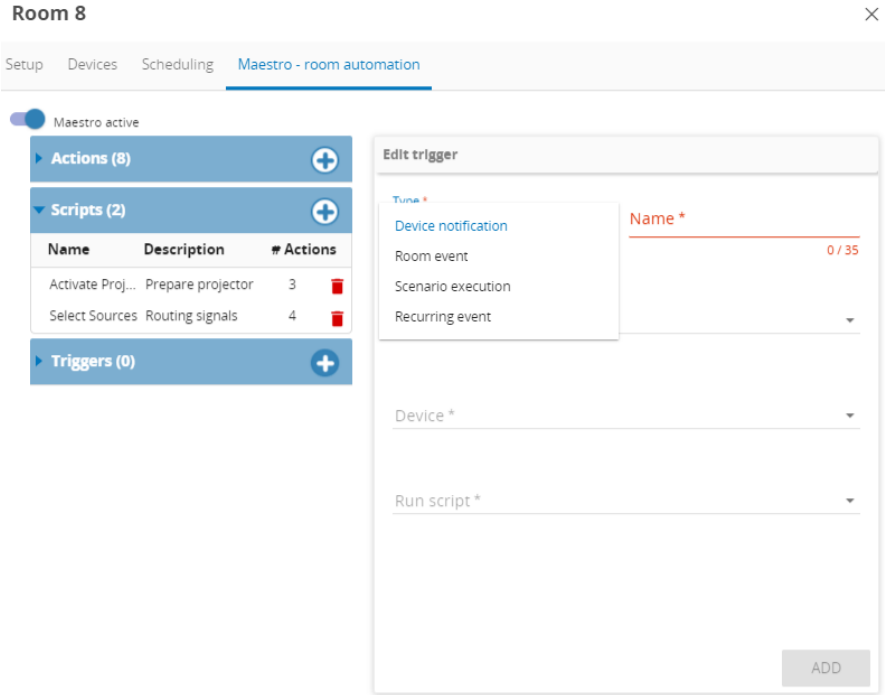 Room 8
Setup Devices Scheduling Maestro - room automation
Maestro active
Actions (8)
Scripts (2)
Name Description # Actions
Activate Proj... Prepare projector 3
Select Sources Routing signals 4
Triggers (0)
Edit trigger
Type *
Device notification
Room event
Scenario execution
Recurring event
Name *
0 / 35
Device *
Run script *
ADD